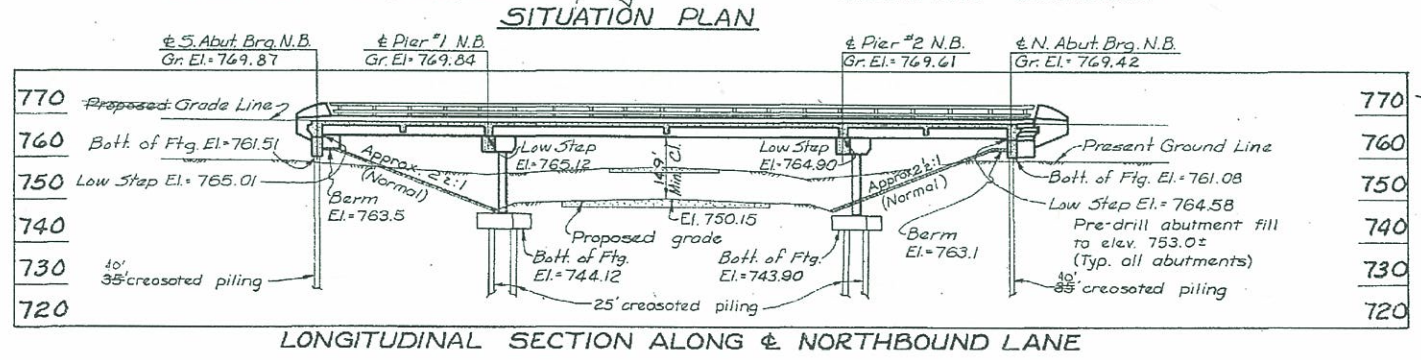 SITUATION PLAN
℄ S. Abut. Brg. N.B.
Gr. El.= 769.87
℄ Pier #1 N.B.
Gr. El= 769.84
℄ Pier #2 N.B.
Gr. El.= 769.61
℄ N. Abut. Brg. N.B.
Gr. El.= 769.42
770
Proposed Grade Line
770
760
Bott. of Ftg. El.=761.51
Low Step
El.=765.12
14.9' Min. Cl.
Low Step
El.=764.90
Present Ground Line
760
Approx. 2½:1
(Normal)
Approx 2½:1
(Normal)
750
Low Step El.= 765.01
Berm
El.=763.5
Bott. of Ftg. El.=761.08
750
Low Step El.= 764.58
El. 750.15
740
Proposed grade
Berm
El.=763.1
Pre-drill abutment fill
to elev. 753.0±
(Typ. all abutments)
740
Bott. of Ftg.
El.=744.12
Bott. of Ftg.
El.=743.90
730
40'
35' creosoted piling
25' creosoted piling
40'
35' creosoted piling
730
720
720
LONGITUDINAL SECTION ALONG ℄ NORTHBOUND LANE